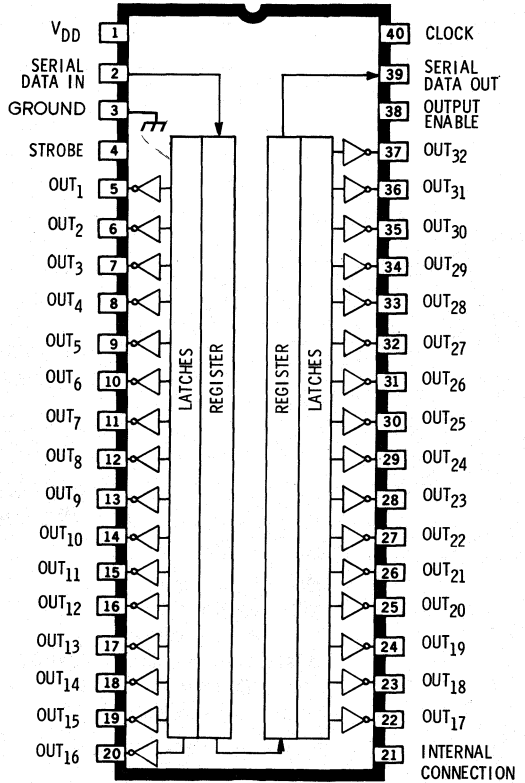 VDD 1 40 CLOCK
SERIAL DATA IN 2 39 SERIAL DATA OUT
GROUND 3 38 OUTPUT ENABLE
STROBE 4 37 OUT32
OUT1 5 36 OUT31
OUT2 6 35 OUT30
OUT3 7 34 OUT29
OUT4 8 33 OUT28
OUT5 9 32 OUT27
OUT6 10 31 OUT26
OUT7 11 30 OUT25
OUT8 12 29 OUT24
OUT9 13 28 OUT23
OUT10 14 27 OUT22
OUT11 15 26 OUT21
OUT12 16 25 OUT20
OUT13 17 24 OUT19
OUT14 18 23 OUT18
OUT15 19 22 OUT17
OUT16 20 21 INTERNAL CONNECTION
LATCHES
REGISTER
REGISTER
LATCHES